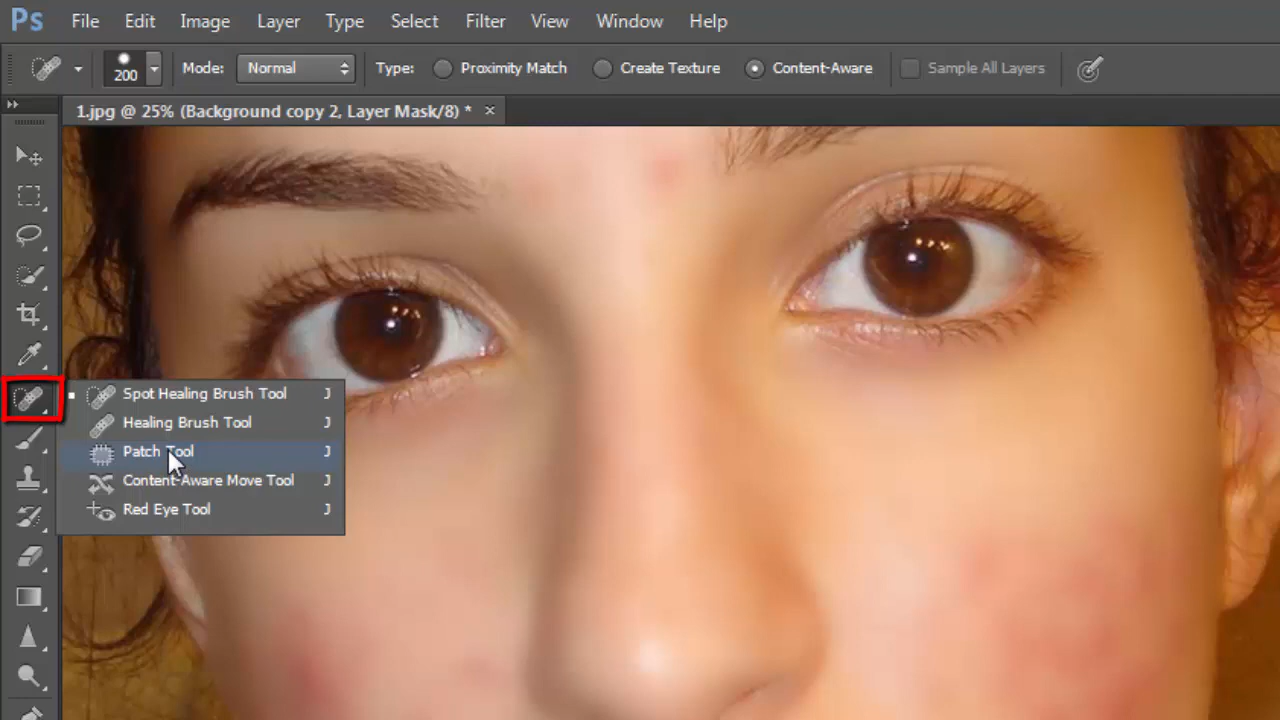 Ps File Edit Image Layer Type Select Filter View Window Help
200 Mode: Normal Type: Proximity Match Create Texture Content-Aware Sample All Layers
1.jpg @ 25% (Background copy 2, Layer Mask/8) * ×
Spot Healing Brush Tool J
Healing Brush Tool J
Patch Tool J
Content-Aware Move Tool J
Red Eye Tool J